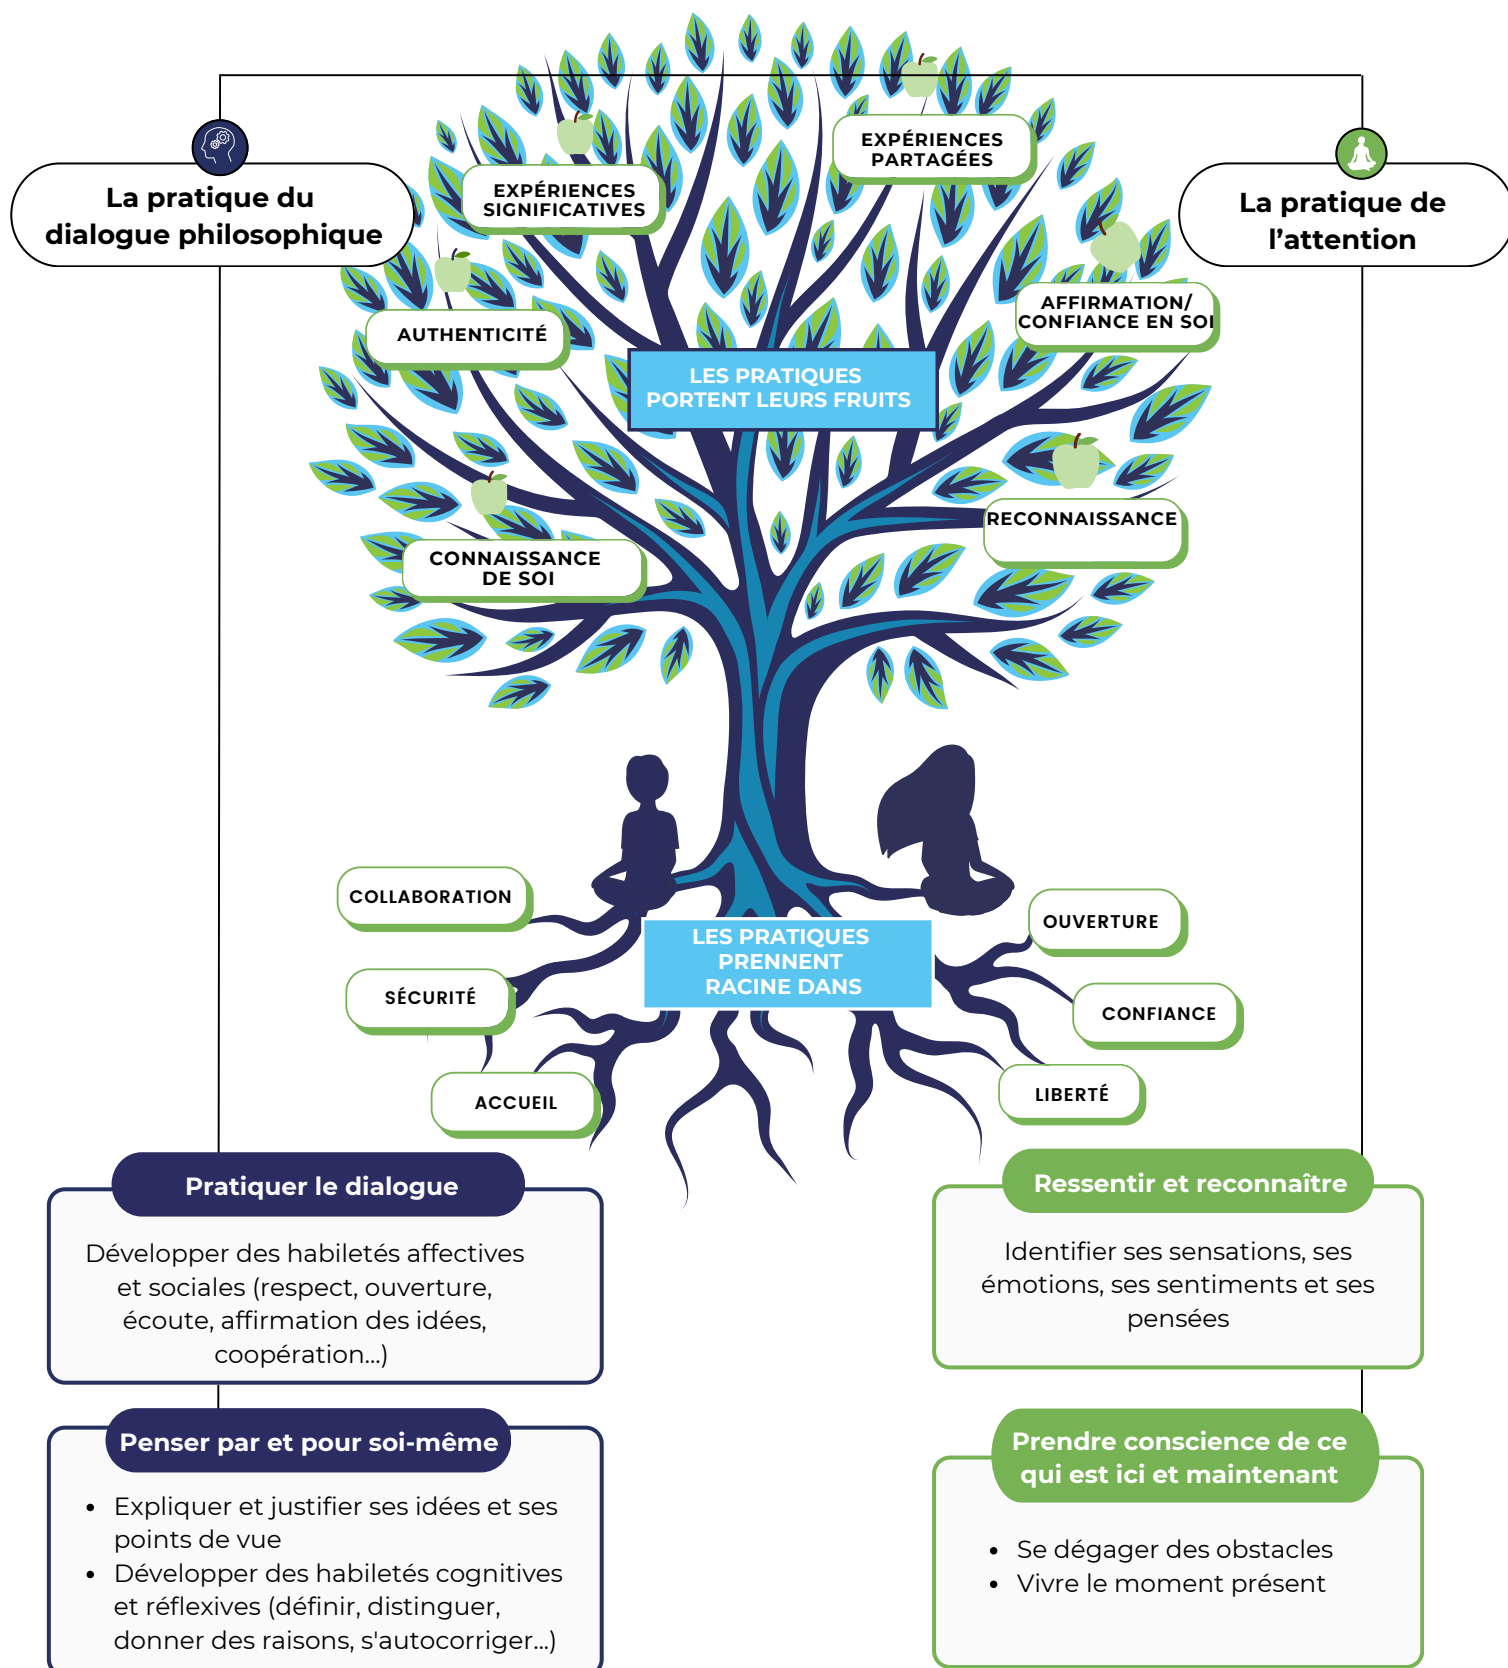 La pratique du
dialogue philosophique
La pratique de
l'attention
EXPÉRIENCES
PARTAGÉES
EXPÉRIENCES
SIGNIFICATIVES
AFFIRMATION/
CONFIANCE EN SOI
AUTHENTICITÉ
LES PRATIQUES
PORTENT LEURS FRUITS
RECONNAISSANCE
CONNAISSANCE
DE SOI
COLLABORATION
OUVERTURE
LES PRATIQUES
PRENNENT
RACINE DANS
SÉCURITÉ
CONFIANCE
ACCUEIL
LIBERTÉ
Pratiquer le dialogue
Développer des habiletés affectives
et sociales (respect, ouverture,
écoute, affirmation des idées,
coopération...)
Penser par et pour soi-même
• Expliquer et justifier ses idées et ses
points de vue
• Développer des habiletés cognitives
et réflexives (définir, distinguer,
donner des raisons, s'autocorriger...)
Ressentir et reconnaître
Identifier ses sensations, ses
émotions, ses sentiments et ses
pensées
Prendre conscience de ce
qui est ici et maintenant
• Se dégager des obstacles
• Vivre le moment présent